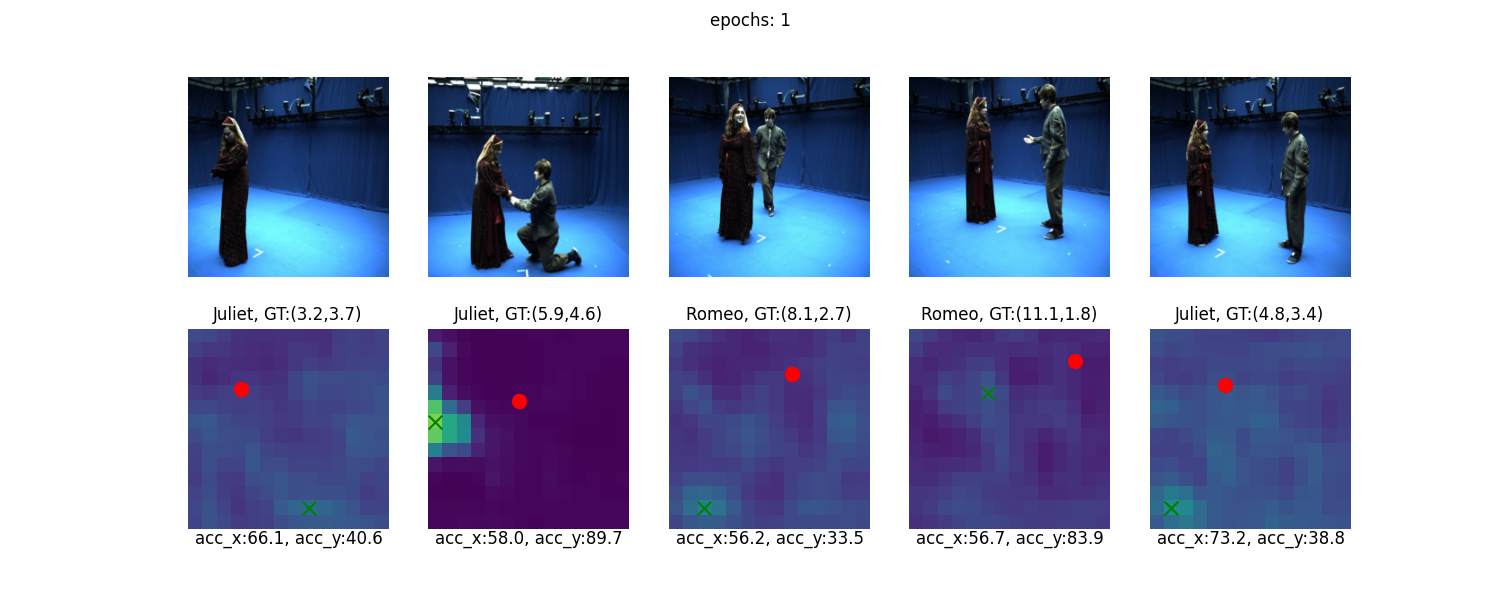 epochs: 1
Juliet, GT:(3.2,3.7)
Juliet, GT:(5.9,4.6)
Romeo, GT:(8.1,2.7)
Romeo, GT:(11.1,1.8)
Juliet, GT:(4.8,3.4)
acc_x:66.1, acc_y:40.6
acc_x:58.0, acc_y:89.7
acc_x:56.2, acc_y:33.5
acc_x:56.7, acc_y:83.9
acc_x:73.2, acc_y:38.8